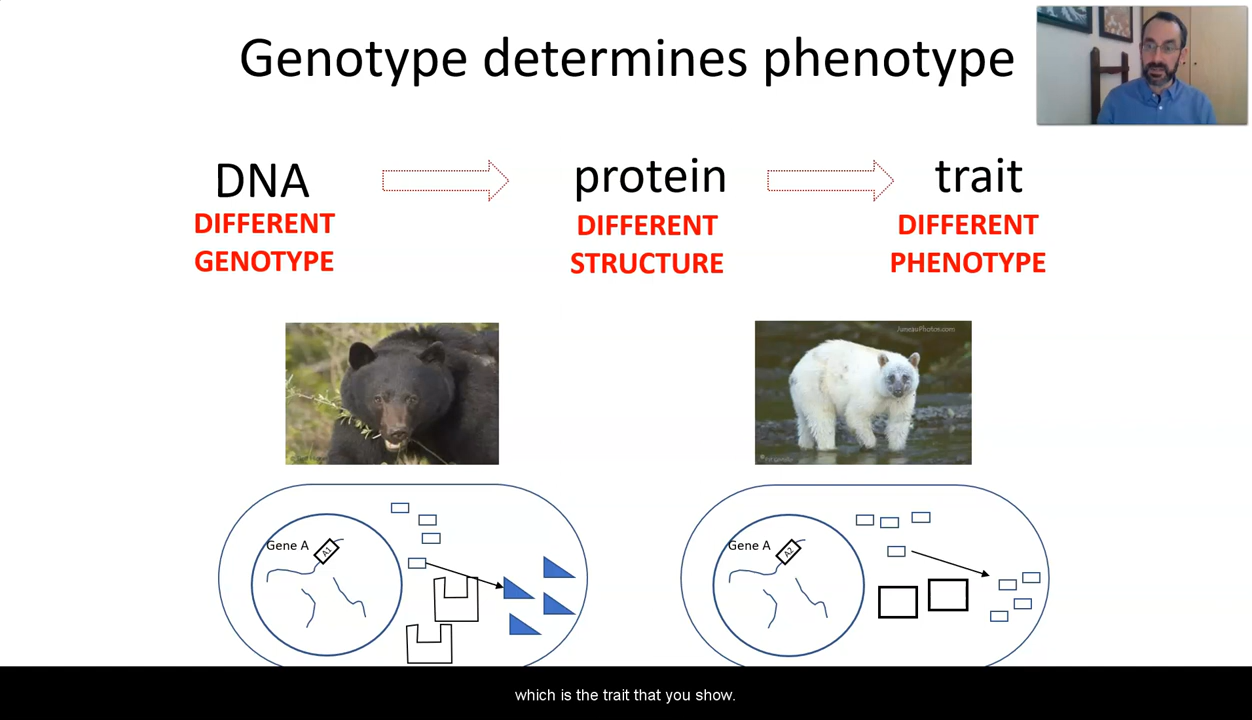 Genotype determines phenotype
DNA
protein
trait
DIFFERENT
GENOTYPE
DIFFERENT
STRUCTURE
DIFFERENT
PHENOTYPE
JuneauPhotos.com
Gene A
A1
Gene A
A2
which is the trait that you show.